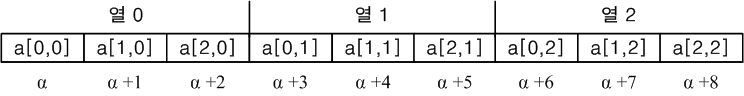 열 0 열 1 열 2
a[0,0] a[1,0] a[2,0] a[0,1] a[1,1] a[2,1] a[0,2] a[1,2] a[2,2]
α α +1 α +2 α +3 α +4 α +5 α +6 α +7 α +8